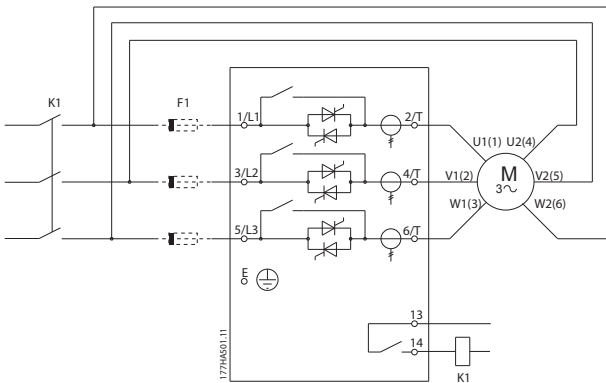 K1
F1
1/L1
2/T
U1(1) U2(4)
3/L2
4/T
V1(2)
M
3~
V2(5)
W1(3)
W2(6)
5/L3
6/T
E
13
14
K1
177HA501.11